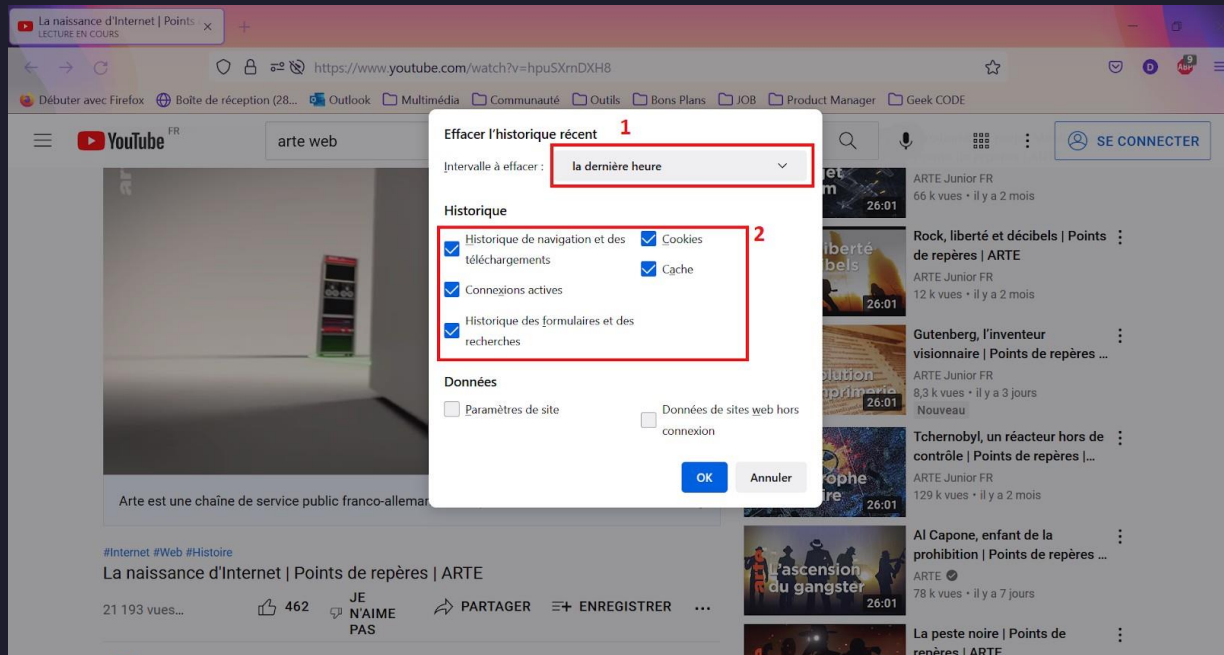 La naissance d'Internet | Points
LECTURE EN COURS
https://www.youtube.com/watch?v=hpuSXrnDXH8
9
D
ABP
Débuter avec Firefox
Boîte de réception (28...
Outlook
Multimédia
Communauté
Outils
Bons Plans
JOB
Product Manager
Geek CODE
YouTube FR
arte web
SE CONNECTER
Effacer l'historique récent
1
Intervalle à effacer :
la dernière heure
Historique
2
Historique de navigation et des
téléchargements
Cookies
Cache
Connexions actives
Historique des formulaires et des
recherches
Données
Paramètres de site
Données de sites web hors
connexion
OK
Annuler
ar
Arte est une chaîne de service public franco-allemar
#Internet #Web #Histoire
La naissance d'Internet | Points de repères | ARTE
21 193 vues...
462
JE
N'AIME
PAS
PARTAGER
ENREGISTRER
...
26:01
ARTE Junior FR
66 k vues • il y a 2 mois
iberté
bels
26:01
Rock, liberté et décibels | Points
de repères | ARTE
ARTE Junior FR
12 k vues • il y a 2 mois
olution
mprimerie
26:01
Gutenberg, l'inventeur
visionnaire | Points de repères ...
ARTE Junior FR
8,3 k vues • il y a 3 jours
Nouveau
rophe
ire
26:01
Tchernobyl, un réacteur hors de
contrôle | Points de repères |...
ARTE Junior FR
129 k vues • il y a 2 mois
L'ascension
du gangster
26:01
Al Capone, enfant de la
prohibition | Points de repères ...
ARTE
78 k vues • il y a 7 jours
La peste noire | Points de
repères | ARTE